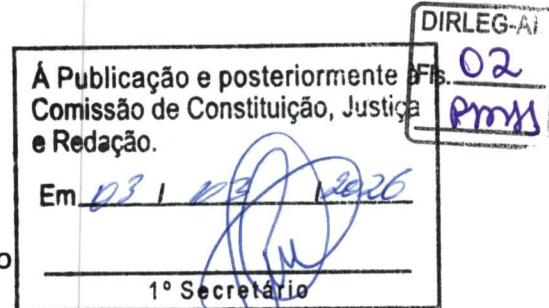 DIRLEG-AL
Fls. 02
Á Publicação e posteriormente à
Comissão de Constituição, Justiça
e Redação.
Em 03 / 03 / 2026
1º Secretário
o